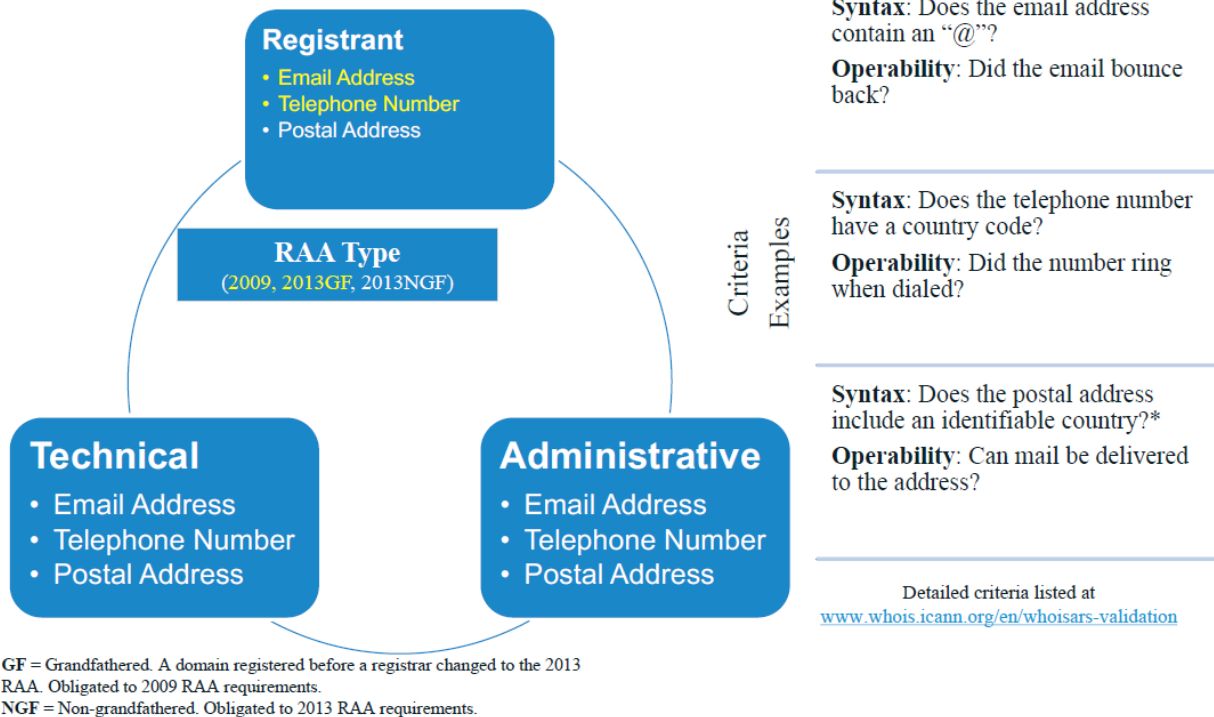 Registrant
• Email Address
• Telephone Number
• Postal Address
RAA Type
(2009, 2013GF, 2013NGF)
Technical
• Email Address
• Telephone Number
• Postal Address
Administrative
• Email Address
• Telephone Number
• Postal Address
GF = Grandfathered. A domain registered before a registrar changed to the 2013
RAA. Obligated to 2009 RAA requirements.
NGF = Non-grandfathered. Obligated to 2013 RAA requirements.
Criteria
Examples
Syntax: Does the email address
contain an “@”?
Operability: Did the email bounce
back?
Syntax: Does the telephone number
have a country code?
Operability: Did the number ring
when dialed?
Syntax: Does the postal address
include an identifiable country?*
Operability: Can mail be delivered
to the address?
Detailed criteria listed at
www.whois.icann.org/en/whoisars-validation